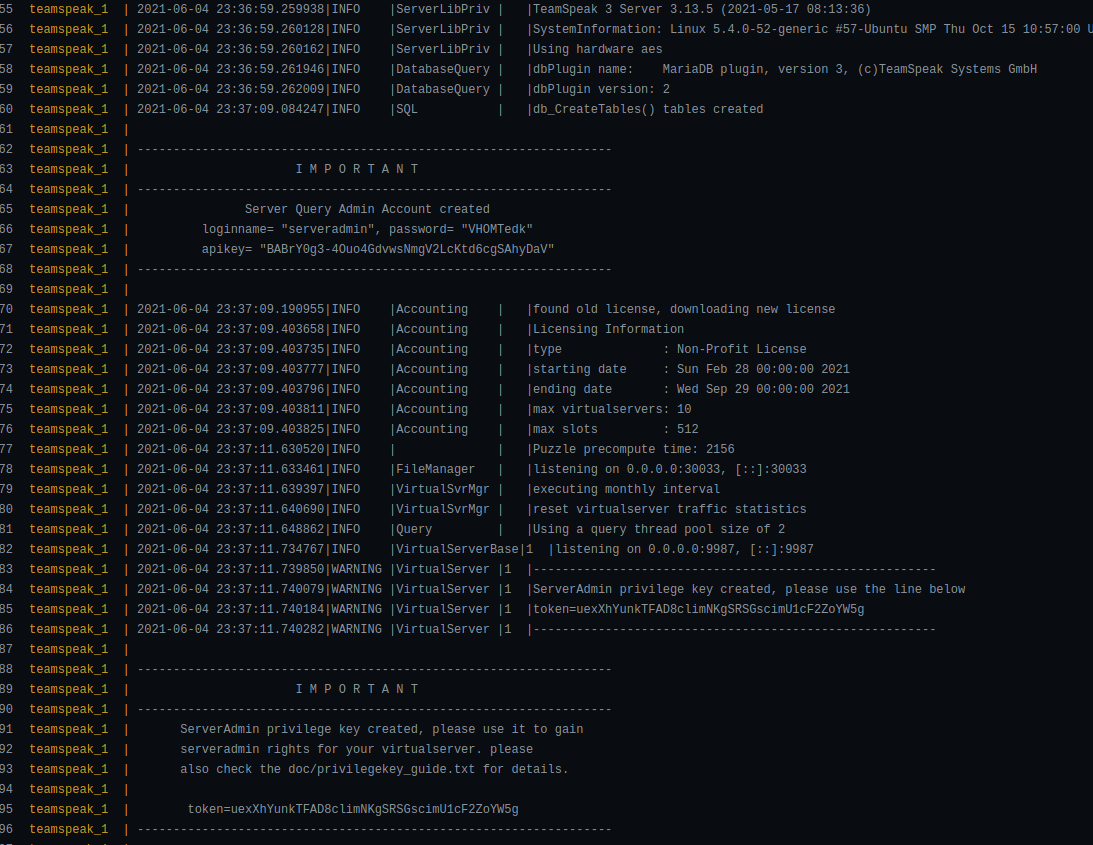 55 teamspeak_1 | 2021-06-04 23:36:59.259938|INFO |ServerLibPriv | |TeamSpeak 3 Server 3.13.5 (2021-05-17 08:13:36)
56 teamspeak_1 | 2021-06-04 23:36:59.260128|INFO |ServerLibPriv | |SystemInformation: Linux 5.4.0-52-generic #57-Ubuntu SMP Thu Oct 15 10:57:00 U
57 teamspeak_1 | 2021-06-04 23:36:59.260162|INFO |ServerLibPriv | |Using hardware aes
58 teamspeak_1 | 2021-06-04 23:36:59.261946|INFO |DatabaseQuery | |dbPlugin name: MariaDB plugin, version 3, (c)TeamSpeak Systems GmbH
59 teamspeak_1 | 2021-06-04 23:36:59.262009|INFO |DatabaseQuery | |dbPlugin version: 2
60 teamspeak_1 | 2021-06-04 23:37:09.084247|INFO |SQL | |db_CreateTables() tables created
61 teamspeak_1 |
62 teamspeak_1 | ------------------------------------------------------------------
63 teamspeak_1 | I M P O R T A N T
64 teamspeak_1 | ------------------------------------------------------------------
65 teamspeak_1 | Server Query Admin Account created
66 teamspeak_1 | loginname= "serveradmin", password= "VHOMTedk"
67 teamspeak_1 | apikey= "BABrY0g3-4Ouo4GdvwsNmgV2LcKtd6cgSAhyDaV"
68 teamspeak_1 | ------------------------------------------------------------------
69 teamspeak_1 |
70 teamspeak_1 | 2021-06-04 23:37:09.190955|INFO |Accounting | |found old license, downloading new license
71 teamspeak_1 | 2021-06-04 23:37:09.403658|INFO |Accounting | |Licensing Information
72 teamspeak_1 | 2021-06-04 23:37:09.403735|INFO |Accounting | |type : Non-Profit License
73 teamspeak_1 | 2021-06-04 23:37:09.403777|INFO |Accounting | |starting date : Sun Feb 28 00:00:00 2021
74 teamspeak_1 | 2021-06-04 23:37:09.403796|INFO |Accounting | |ending date : Wed Sep 29 00:00:00 2021
75 teamspeak_1 | 2021-06-04 23:37:09.403811|INFO |Accounting | |max virtualservers: 10
76 teamspeak_1 | 2021-06-04 23:37:09.403825|INFO |Accounting | |max slots : 512
77 teamspeak_1 | 2021-06-04 23:37:11.630520|INFO | | |Puzzle precompute time: 2156
78 teamspeak_1 | 2021-06-04 23:37:11.633461|INFO |FileManager | |listening on 0.0.0.0:30033, [::]:30033
79 teamspeak_1 | 2021-06-04 23:37:11.639397|INFO |VirtualSvrMgr | |executing monthly interval
80 teamspeak_1 | 2021-06-04 23:37:11.640690|INFO |VirtualSvrMgr | |reset virtualserver traffic statistics
81 teamspeak_1 | 2021-06-04 23:37:11.648862|INFO |Query | |Using a query thread pool size of 2
82 teamspeak_1 | 2021-06-04 23:37:11.734767|INFO |VirtualServerBase|1 |listening on 0.0.0.0:9987, [::]:9987
83 teamspeak_1 | 2021-06-04 23:37:11.739850|WARNING |VirtualServer |1 |--------------------------------------------------------
84 teamspeak_1 | 2021-06-04 23:37:11.740079|WARNING |VirtualServer |1 |ServerAdmin privilege key created, please use the line below
85 teamspeak_1 | 2021-06-04 23:37:11.740184|WARNING |VirtualServer |1 |token=uexXhYunkTFAD8climNKgSRSGscimU1cF2ZoYW5g
86 teamspeak_1 | 2021-06-04 23:37:11.740282|WARNING |VirtualServer |1 |--------------------------------------------------------
87 teamspeak_1 |
88 teamspeak_1 | ------------------------------------------------------------------
89 teamspeak_1 | I M P O R T A N T
90 teamspeak_1 | ------------------------------------------------------------------
91 teamspeak_1 | ServerAdmin privilege key created, please use it to gain
92 teamspeak_1 | serveradmin rights for your virtualserver. please
93 teamspeak_1 | also check the doc/privilegekey_guide.txt for details.
94 teamspeak_1 |
95 teamspeak_1 | token=uexXhYunkTFAD8climNKgSRSGscimU1cF2ZoYW5g
96 teamspeak_1 | ------------------------------------------------------------------